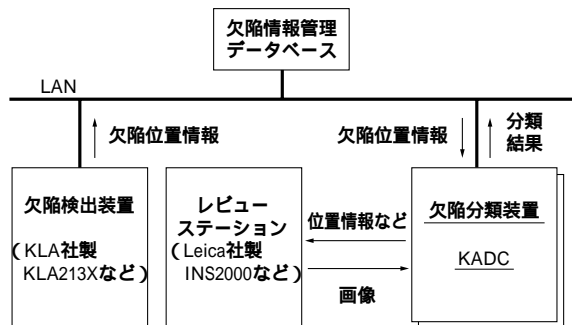 欠陥情報管理
データベース
LAN
欠陥位置情報
欠陥位置情報
分類
結果
欠陥検出装置
(KLA社製
KLA213Xなど)
レビュー
ステーション
(Leica社製
INS2000など)
位置情報など
画像
欠陥分類装置
KADC